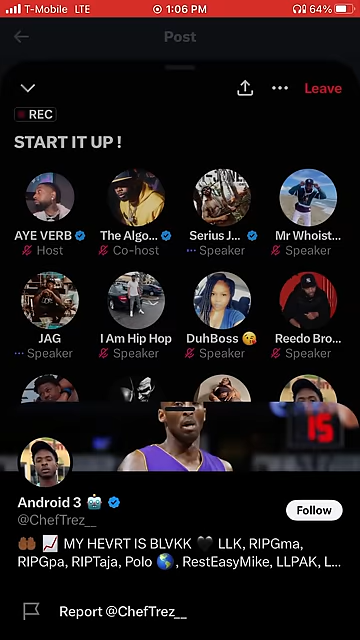 T-Mobile LTE 1:06 PM 64%
Post
Leave
REC
START IT UP !
AYE VERB The Algo... Serius J... Mr Whoist...
Host Co-host Speaker Speaker
JAG I Am Hip Hop DuhBoss 😘 Reedo Bro...
Speaker Speaker Speaker Speaker
15
Android 3 🤖
@ChefTrez__
Follow
🤲🏾 📈 MY HEVRT IS BLVKK 🖤 LLK, RIPGma,
RIPGpa, RIPTaja, Polo 🌎, RestEasyMike, LLPAK, L...
Report @ChefTrez__